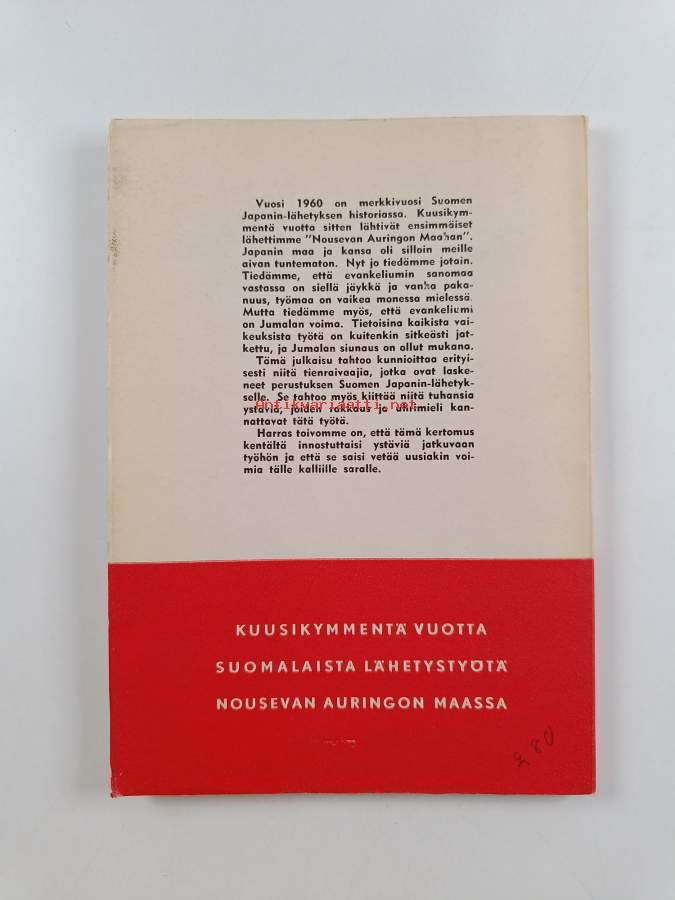 Vuosi 1960 on merkkivuosi Suomen
Japanin-lähetyksen historiassa. Kuusikym-
mentä vuotta sitten lähtivät ensimmäiset
lähettimme "Nousevan Auringon Maahan".
Japanin maa ja kansa oli silloin meille
aivan tuntematon. Nyt jo tiedämme jotain.
Tiedämme, että evankeliumin sanomaa
vastassa on siellä jäykkä ja vanha paka-
nuus, työmaa on vaikea monessa mielessä.
Mutta tiedämme myös, että evankeliumi
on Jumalan voima. Tietoisina kaikista vai-
keuksista työtä on kuitenkin sitkeästi jat-
kettu, ja Jumalan siunaus on ollut mukana.
Tämä julkaisu tahtoo kunnioittaa erityi-
sesti niitä tienraivaajia, jotka ovat laske-
neet perustuksen Suomen Japanin-lähetyk-
selle. Se tahtoo myös kiittää niitä tuhansia
antikvariaatti.net
ystäviä, joiden rakkaus ja uhrimieli kan-
nattavat tätä työtä.
Harras toivomme on, että tämä kertomus
kentältä innostuttaisi ystäviä jatkuvaan
työhön ja että se saisi vetää uusiakin voi-
mia tälle kalliille saralle.
KUUSIKYMMENTÄ VUOTTA
SUOMALAISTA LÄHETYSTYÖTÄ
NOUSEVAN AURINGON MAASSA
280